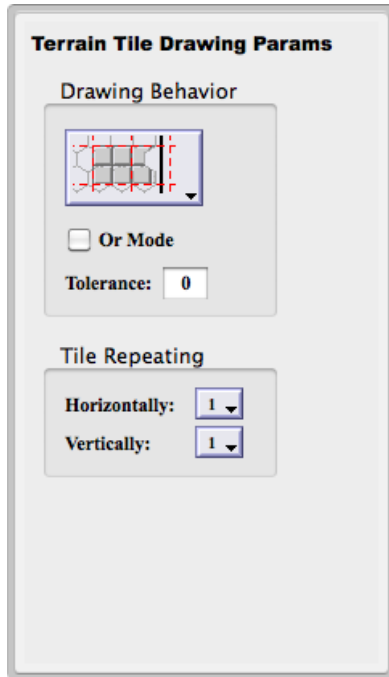 Terrain Tile Drawing Params
Drawing Behavior
Or Mode
Tolerance: 0
Tile Repeating
Horizontally: 1
Vertically: 1